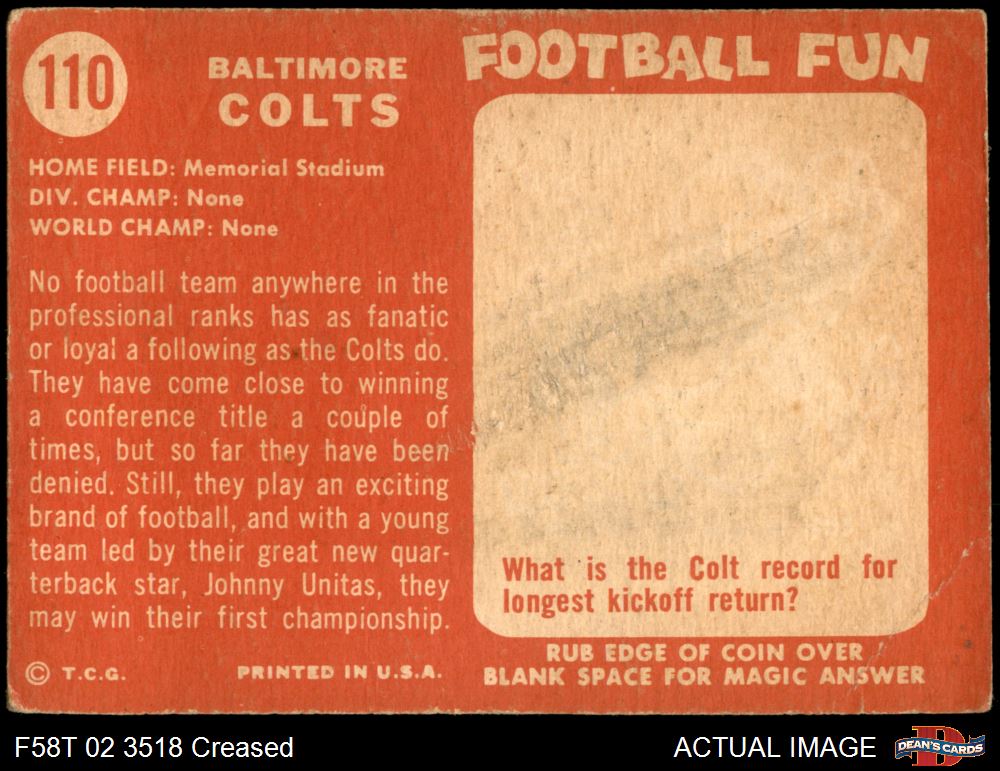 110
BALTIMORE
COLTS
HOME FIELD: Memorial Stadium
DIV. CHAMP: None
WORLD CHAMP: None
No football team anywhere in the
professional ranks has as fanatic
or loyal a following as the Colts do.
They have come close to winning
a conference title a couple of
times, but so far they have been
denied. Still, they play an exciting
brand of football, and with a young
team led by their great new quar-
terback star, Johnny Unitas, they
may win their first championship.
© T.C.G. PRINTED IN U.S.A.
FOOTBALL FUN
What is the Colt record for
longest kickoff return?
RUB EDGE OF COIN OVER
BLANK SPACE FOR MAGIC ANSWER
F58T 02 3518 Creased
ACTUAL IMAGE
DEAN'S CARDS